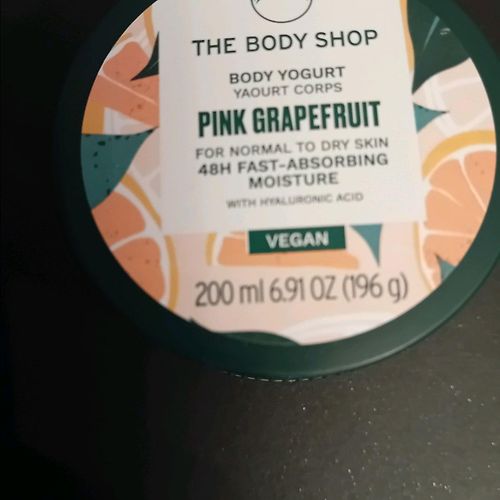 THE BODY SHOP
BODY YOGURT
YAOURT CORPS
PINK GRAPEFRUIT
FOR NORMAL TO DRY SKIN
48H FAST-ABSORBING
MOISTURE
WITH HYALURONIC ACID
VEGAN
200 ml 6.91 OZ (196 g)